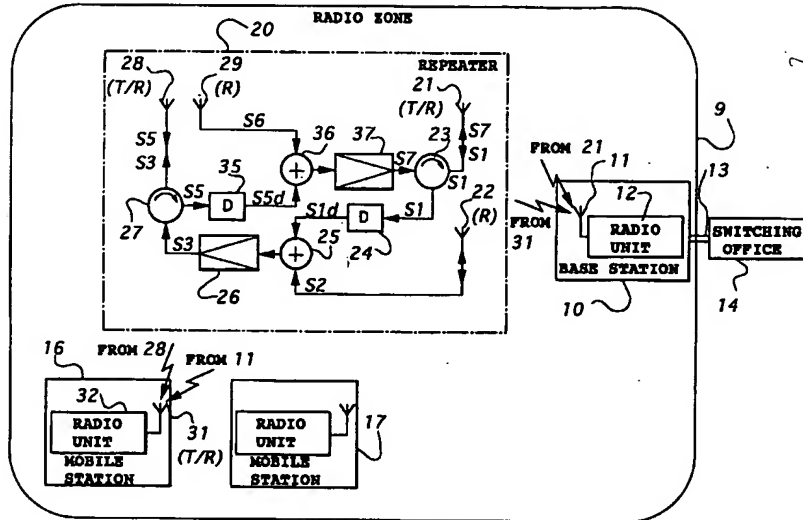 RADIO ZONE
20
28
(T/R)
29
(R)
REPEATER
21
(T/R)
S6
36
37
23
S5
S3
S7
S7
S1
S1
35
S5
D
S5d
27
S1d
D
S1
24
22
(R)
S3
26
25
S2
9
FROM
21
11
12
13
FROM
31
RADIO
UNIT
BASE STATION
10
SWITCHING
OFFICE
14
16
FROM 28
FROM 11
32
RADIO
UNIT
MOBILE
STATION
31
(T/R)
RADIO
UNIT
MOBILE
STATION
17